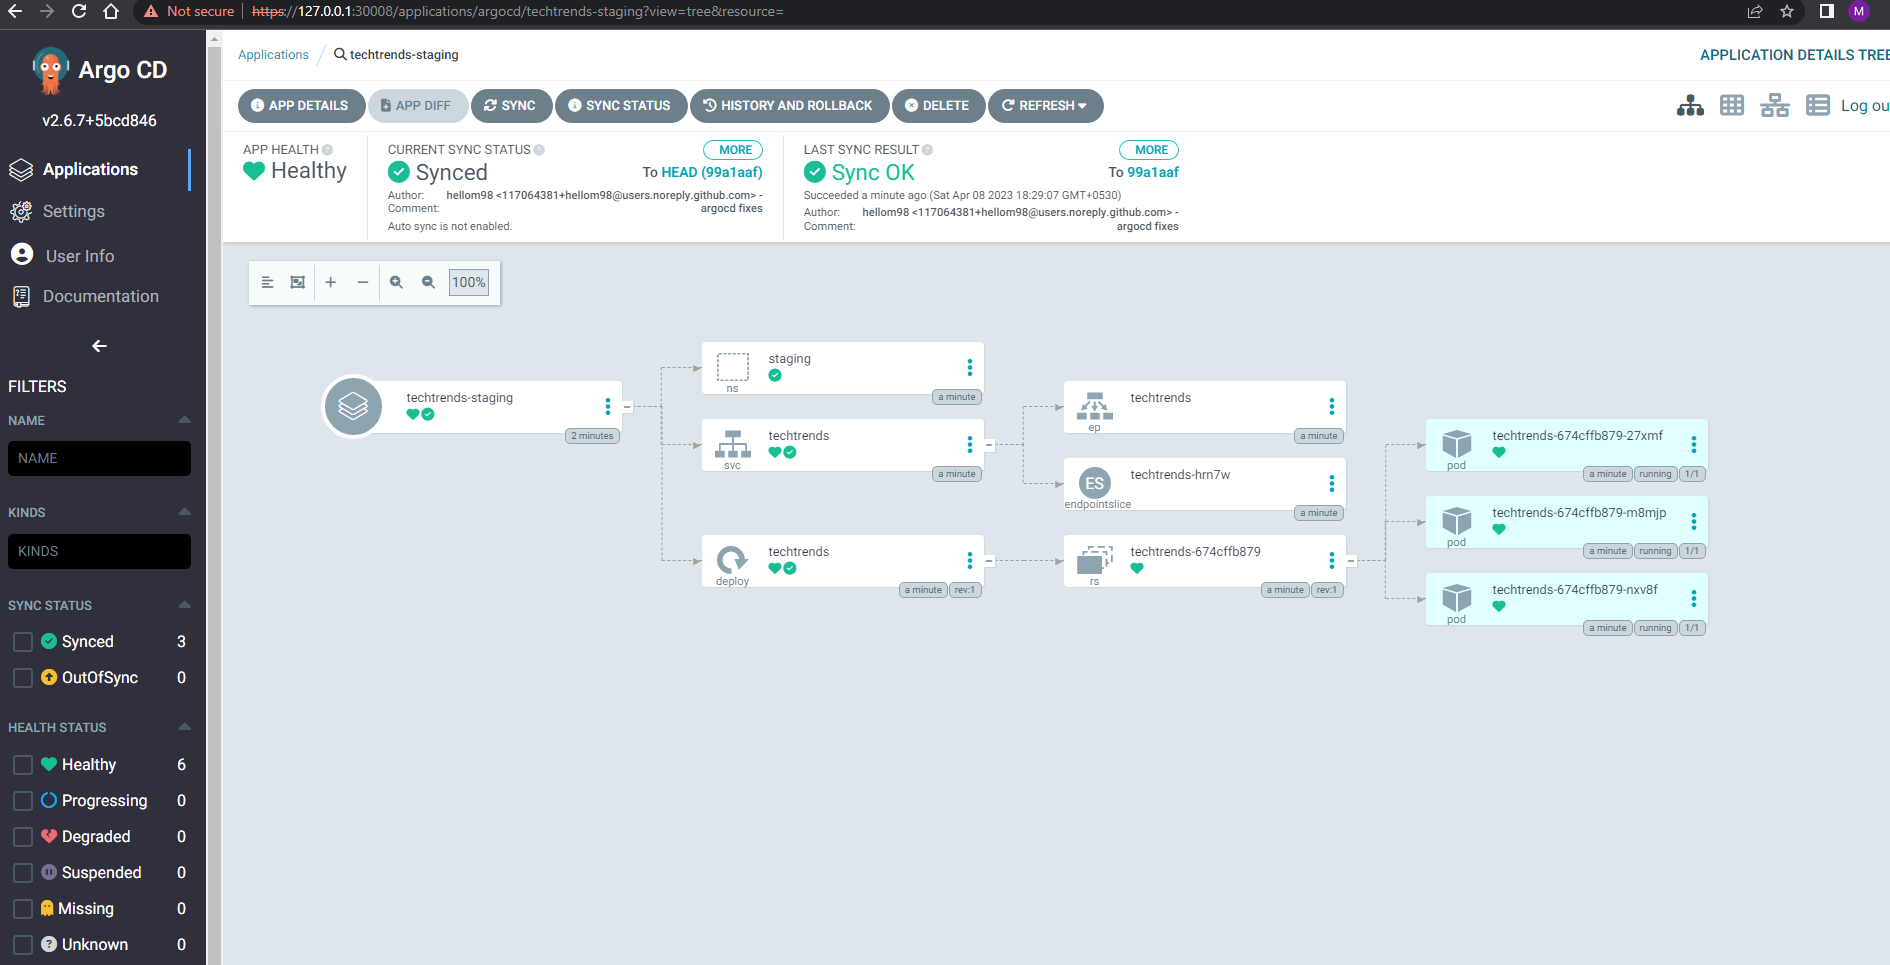 Not secure https://127.0.0.1:30008/applications/argocd/techtrends-staging?view=tree&resource=
M
Argo CD
v2.6.7+5bcd846
Applications
Settings
User Info
Documentation
FILTERS
NAME
NAME
KINDS
KINDS
SYNC STATUS
Synced 3
OutOfSync 0
HEALTH STATUS
Healthy 6
Progressing 0
Degraded 0
Suspended 0
Missing 0
Unknown 0
Applications techtrends-staging
APPLICATION DETAILS TREE
APP DETAILS APP DIFF SYNC SYNC STATUS HISTORY AND ROLLBACK DELETE REFRESH
Log ou
APP HEALTH
Healthy
CURRENT SYNC STATUS MORE
Synced To HEAD (99a1aaf)
Author: hellom98 <117064381+hellom98@users.noreply.github.com> -
Comment: argocd fixes
Auto sync is not enabled.
LAST SYNC RESULT MORE
Sync OK To 99a1aaf
Succeeded a minute ago (Sat Apr 08 2023 18:29:07 GMT+0530)
Author: hellom98 <117064381+hellom98@users.noreply.github.com> -
Comment: argocd fixes
100%
techtrends-staging
2 minutes
staging
ns
a minute
techtrends
svc
a minute
techtrends
deploy
a minute rev:1
techtrends
ep
a minute
ES
techtrends-hrn7w
endpointslice
a minute
techtrends-674cffb879
rs
a minute rev:1
techtrends-674cffb879-27xmf
pod
a minute running 1/1
techtrends-674cffb879-m8mjp
pod
a minute running 1/1
techtrends-674cffb879-nxv8f
pod
a minute running 1/1